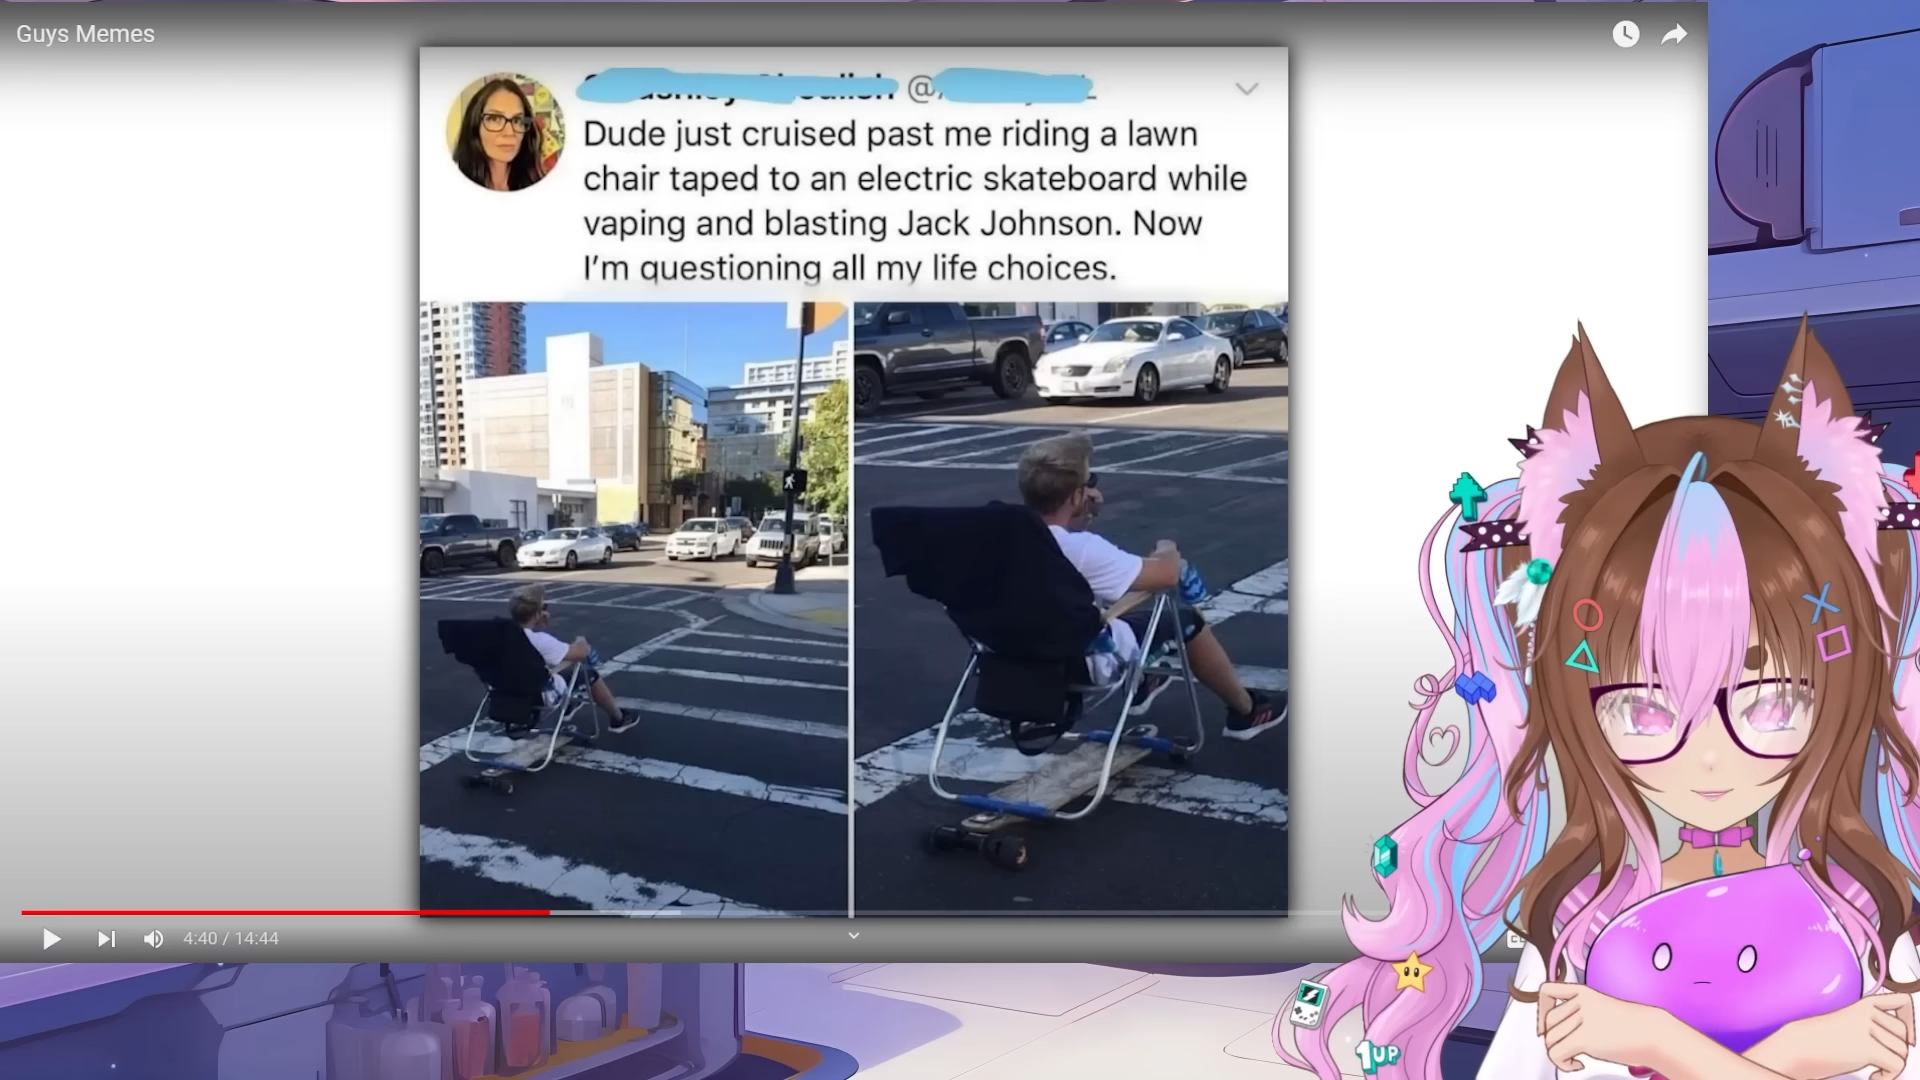 Guys Memes
@
Dude just cruised past me riding a lawn
chair taped to an electric skateboard while
vaping and blasting Jack Johnson. Now
I'm questioning all my life choices.
4:40 / 14:44
1UP